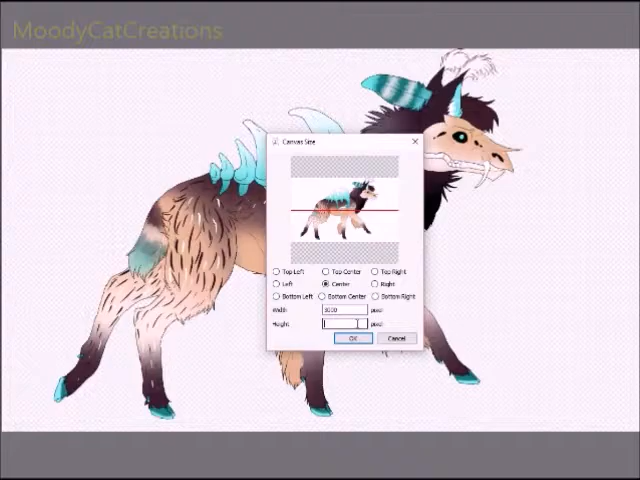 MoodyCatCreations
Canvas Size
Top Left Top Center Top Right
Left Center Right
Bottom Left Bottom Center Bottom Right
Width 3000 pixel
Height pixel
OK Cancel